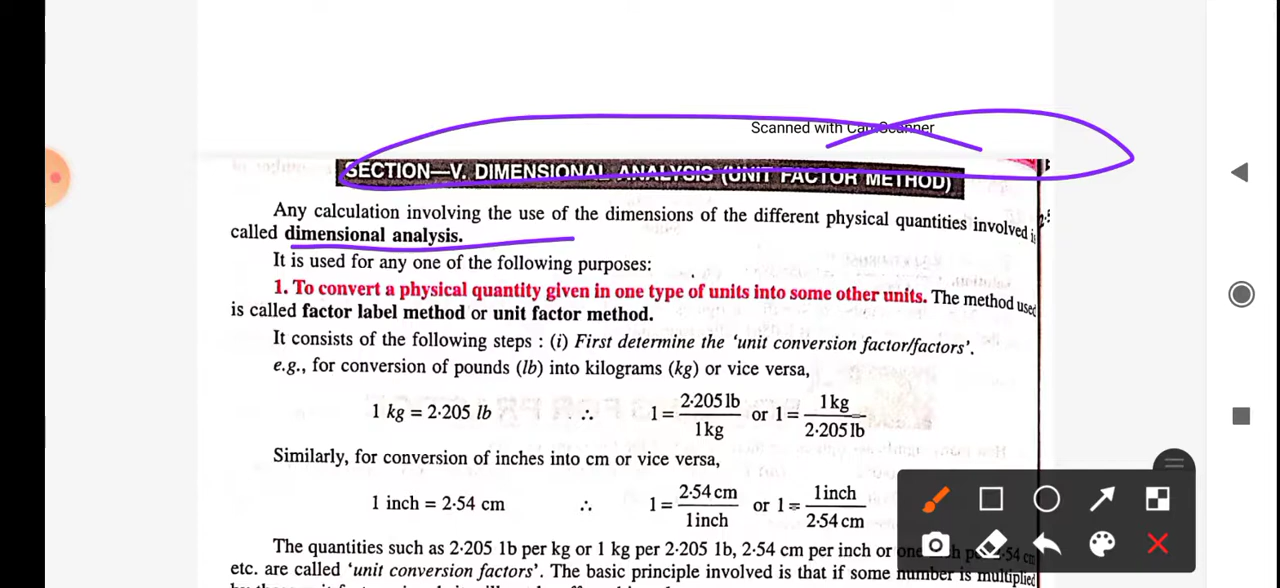 Scanned with CamScanner
SECTION—V. DIMENSIONAL ANALYSIS (UNIT FACTOR METHOD)
Any calculation involving the use of the dimensions of the different physical quantities involved is
called dimensional analysis.
It is used for any one of the following purposes:
1. To convert a physical quantity given in one type of units into some other units. The method used
is called factor label method or unit factor method.
It consists of the following steps : (i) First determine the ‘unit conversion factor/factors’.
e.g., for conversion of pounds (lb) into kilograms (kg) or vice versa,
1 kg = 2·205 lb ∴ 1 = 2·205 lb / 1 kg or 1 = 1 kg / 2·205 lb
Similarly, for conversion of inches into cm or vice versa,
1 inch = 2·54 cm ∴ 1 = 2·54 cm / 1 inch or 1 = 1 inch / 2·54 cm
The quantities such as 2·205 lb per kg or 1 kg per 2·205 lb, 2·54 cm per inch or
etc. are called ‘unit conversion factors’. The basic principle involved is that if some number is multiplied